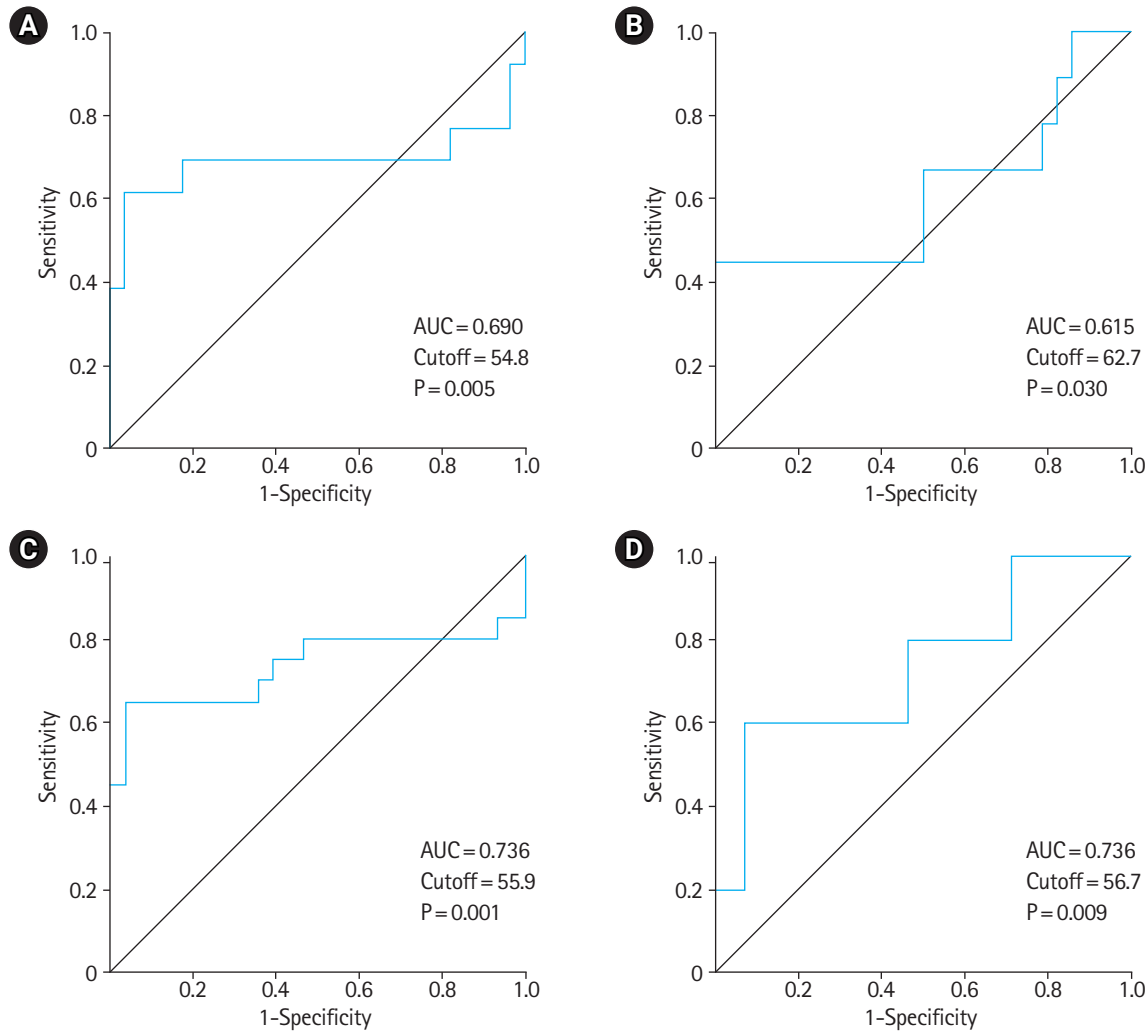 A
1.0
0.8
0.6
0.4
0.2
0
Sensitivity
0.2 0.4 0.6 0.8 1.0
1-Specificity
AUC = 0.690
Cutoff = 54.8
P = 0.005
B
1.0
0.8
0.6
0.4
0.2
0
Sensitivity
0.2 0.4 0.6 0.8 1.0
1-Specificity
AUC = 0.615
Cutoff = 62.7
P = 0.030
C
1.0
0.8
0.6
0.4
0.2
0
Sensitivity
0.2 0.4 0.6 0.8 1.0
1-Specificity
AUC = 0.736
Cutoff = 55.9
P = 0.001
D
1.0
0.8
0.6
0.4
0.2
0
Sensitivity
0.2 0.4 0.6 0.8 1.0
1-Specificity
AUC = 0.736
Cutoff = 56.7
P = 0.009